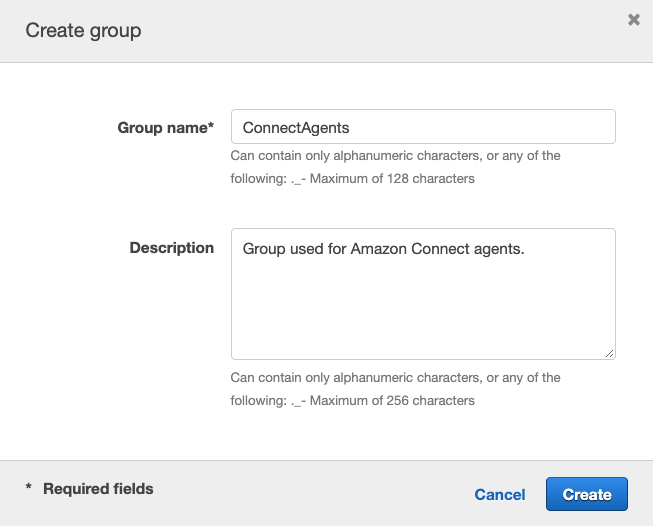 Create group
Group name*
ConnectAgents
Can contain only alphanumeric characters, or any of the
following: ._- Maximum of 128 characters
Description
Group used for Amazon Connect agents.
Can contain only alphanumeric characters, or any of the
following: ._- Maximum of 256 characters
* Required fields
Cancel
Create